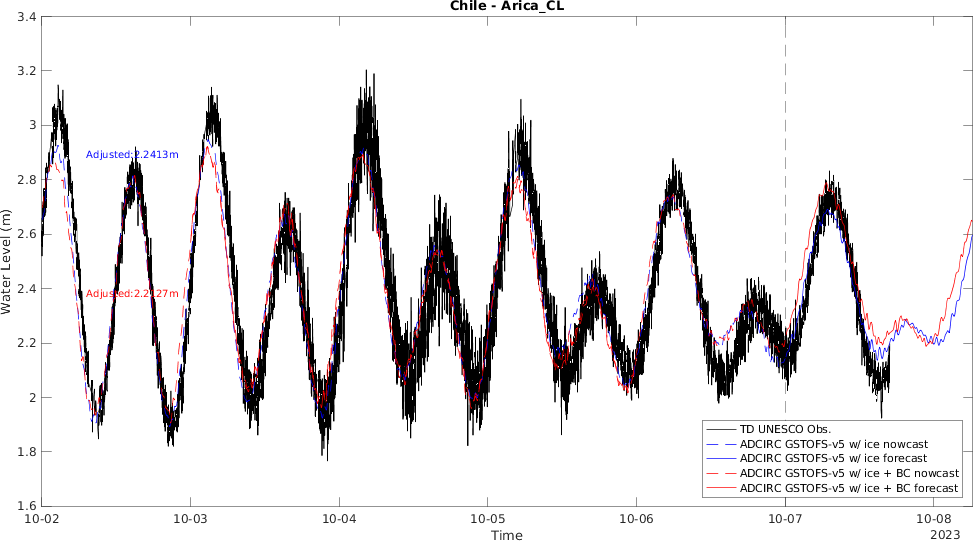 Chile - Arica_CL
3.4
3.2
3
2.8
2.6
2.4
2.2
2
1.8
1.6
Water Level (m)
Adjusted:2.2413m
TD UNESCO Obs.
ADCIRC GSTOFS-v5 w/ ice nowcast
ADCIRC GSTOFS-v5 w/ ice forecast
ADCIRC GSTOFS-v5 w/ ice + BC nowcast
ADCIRC GSTOFS-v5 w/ ice + BC forecast
10-02
10-03
10-04
10-05
10-06
10-07
10-08
Time
2023